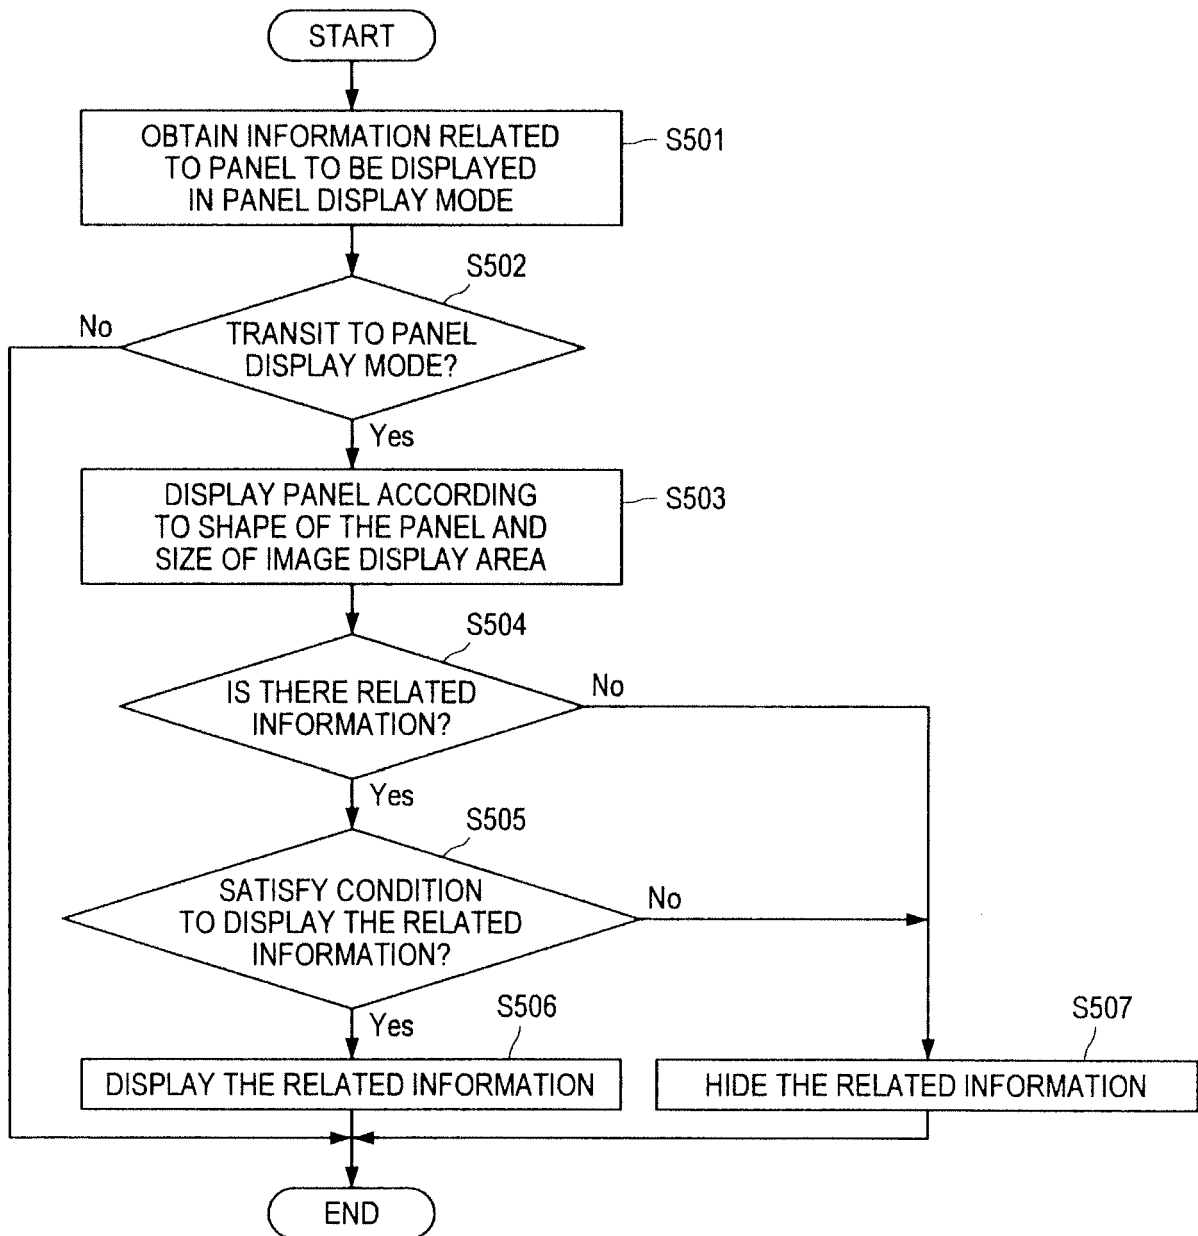 START
OBTAIN INFORMATION RELATED
TO PANEL TO BE DISPLAYED
IN PANEL DISPLAY MODE
S501
S502
No
TRANSIT TO PANEL
DISPLAY MODE?
Yes
DISPLAY PANEL ACCORDING
TO SHAPE OF THE PANEL AND
SIZE OF IMAGE DISPLAY AREA
S503
S504
IS THERE RELATED
INFORMATION?
No
Yes
S505
SATISFY CONDITION
TO DISPLAY THE RELATED
INFORMATION?
No
Yes
S506
DISPLAY THE RELATED INFORMATION
S507
HIDE THE RELATED INFORMATION
END